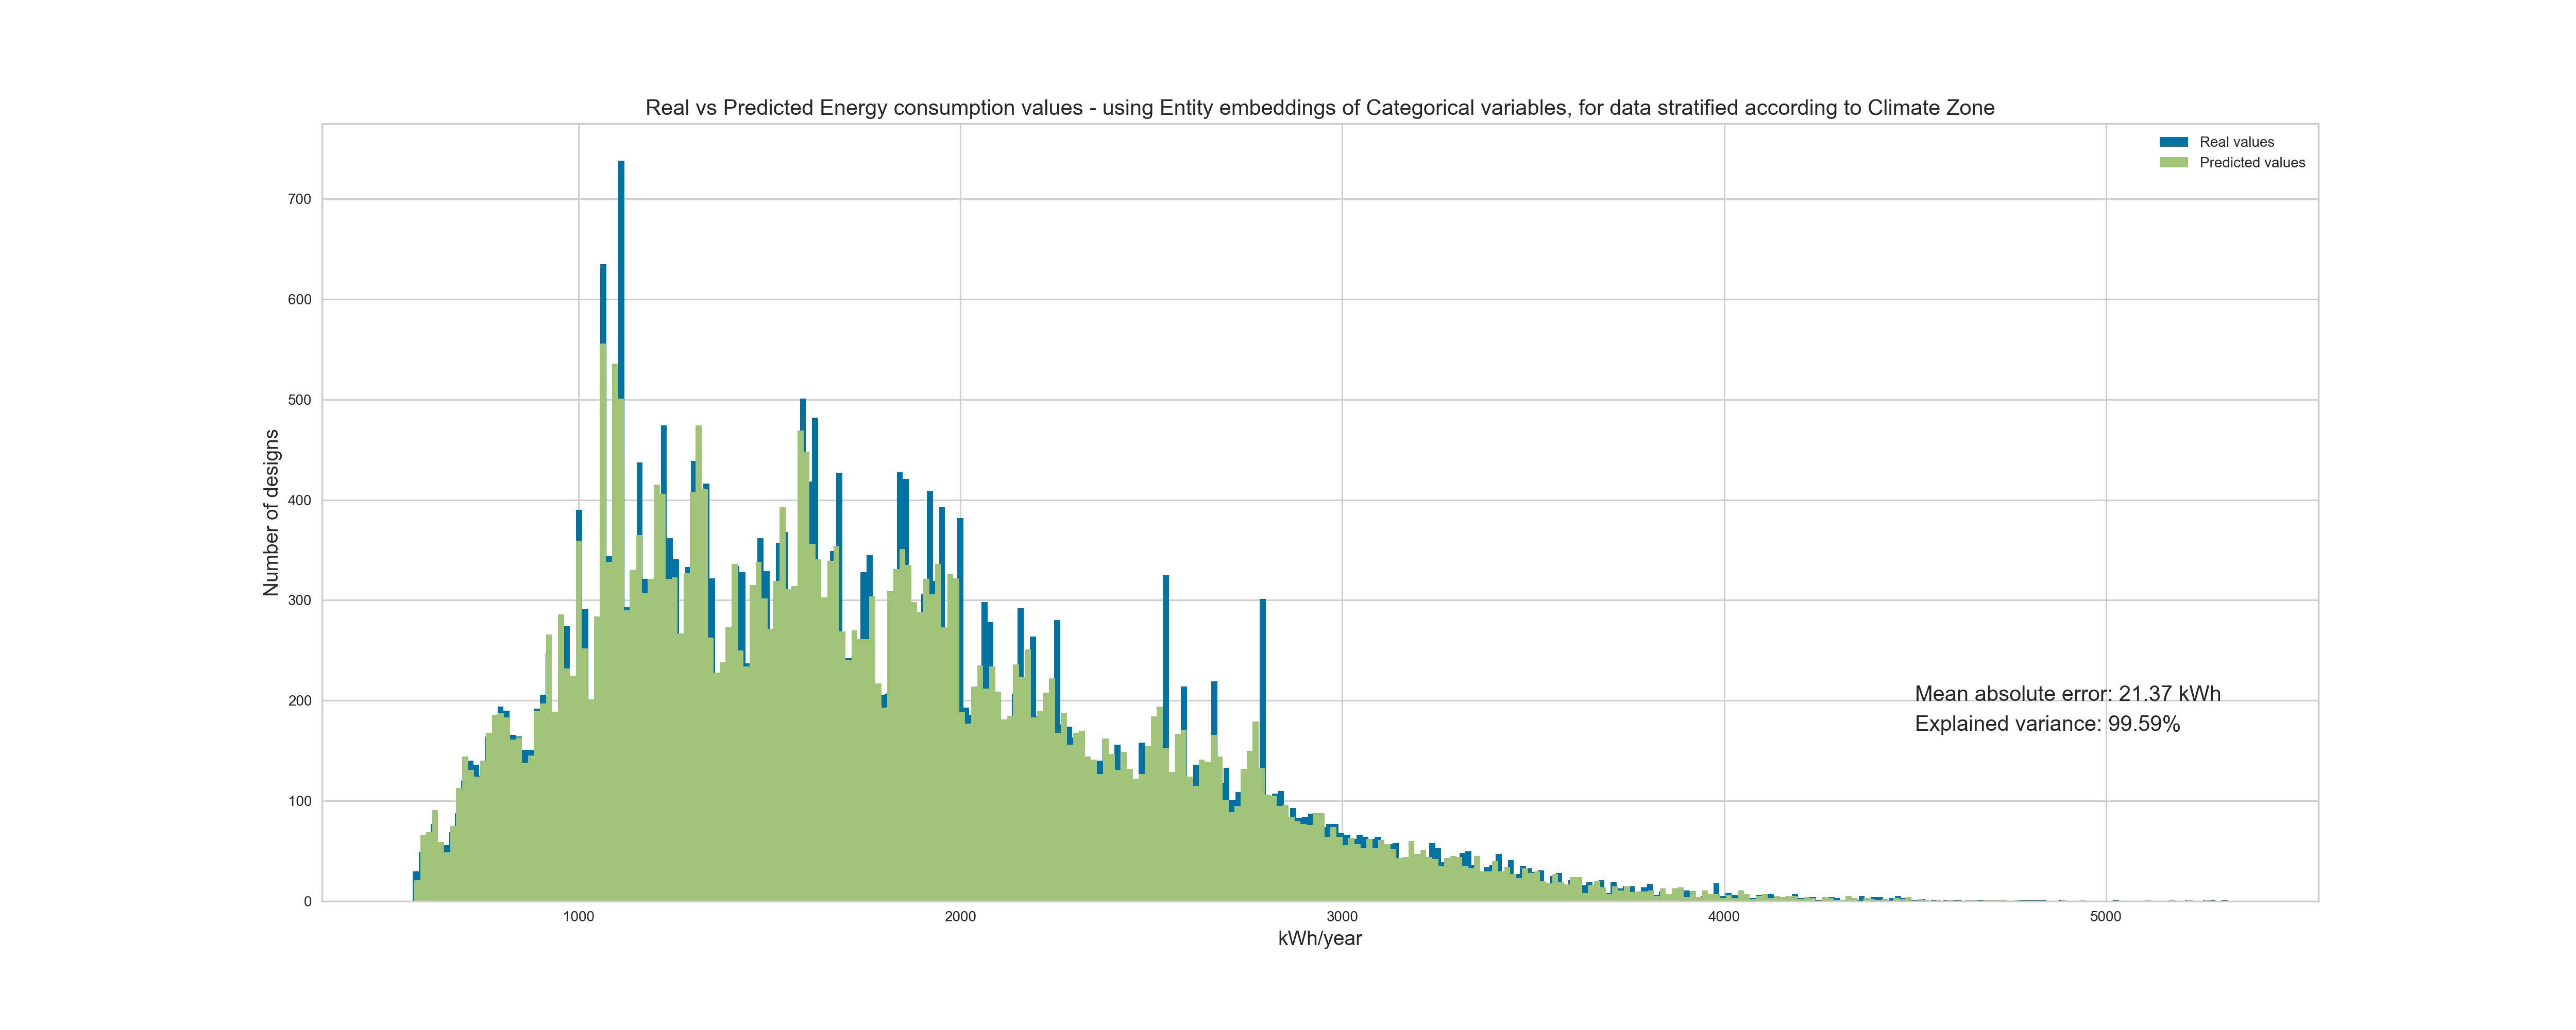 Real vs Predicted Energy consumption values - using Entity embeddings of Categorical variables, for data stratified according to Climate Zone
Real values
Predicted values
Number of designs
700
600
500
400
300
200
100
0
Mean absolute error: 21.37 kWh
Explained variance: 99.59%
1000 2000 3000 4000 5000
kWh/year